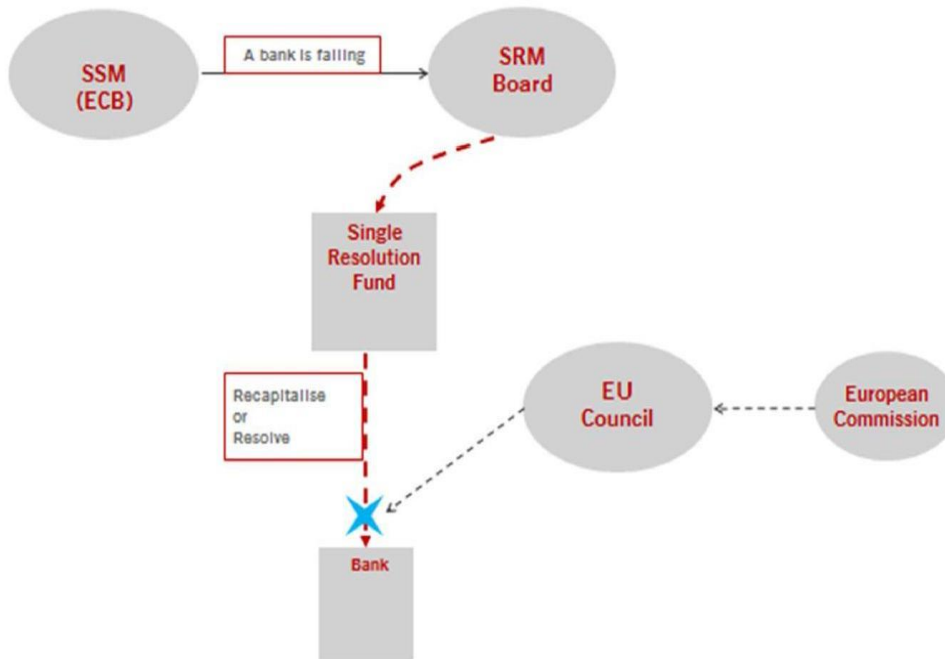 SSM
(ECB)
A bank is failing
SRM
Board
Single
Resolution
Fund
Recapitalise
or
Resolve
EU
Council
European
Commission
Bank